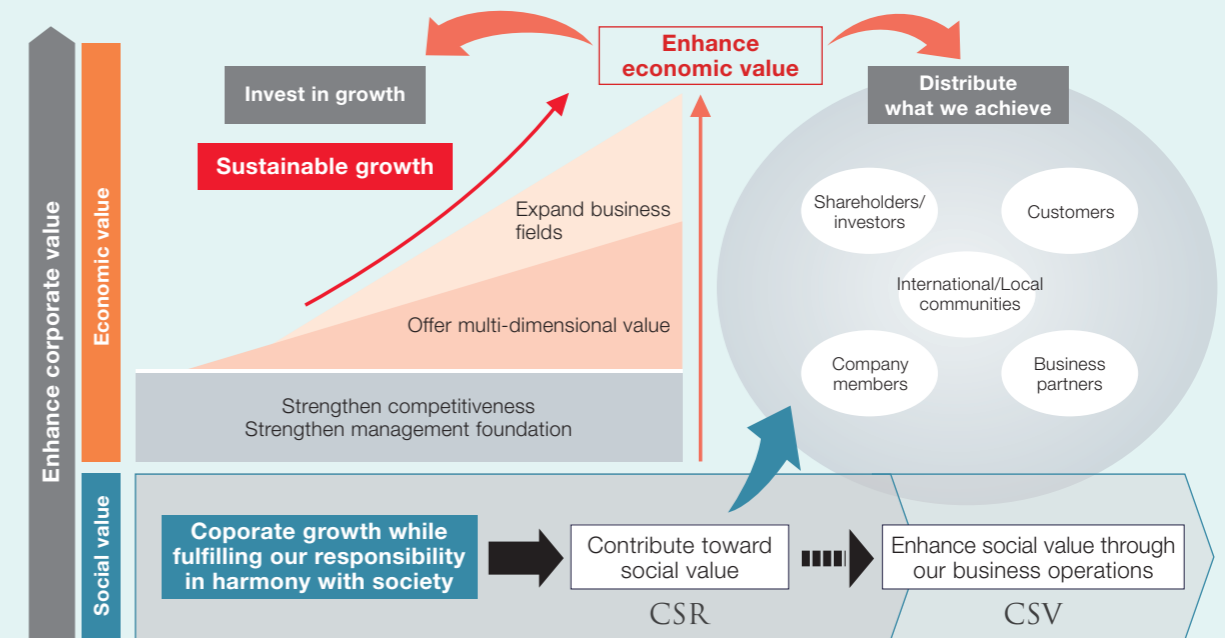 Enhance corporate value
Economic value
Social value
Enhance
economic value
Invest in growth
Sustainable growth
Expand business
fields
Offer multi-dimensional value
Strengthen competitiveness
Strengthen management foundation
Distribute
what we achieve
Shareholders/
investors
Customers
International/Local
communities
Company
members
Business
partners
Coporate growth while
fulfilling our responsibility
in harmony with society
Contribute toward
social value
CSR
Enhance social value through
our business operations
CSV